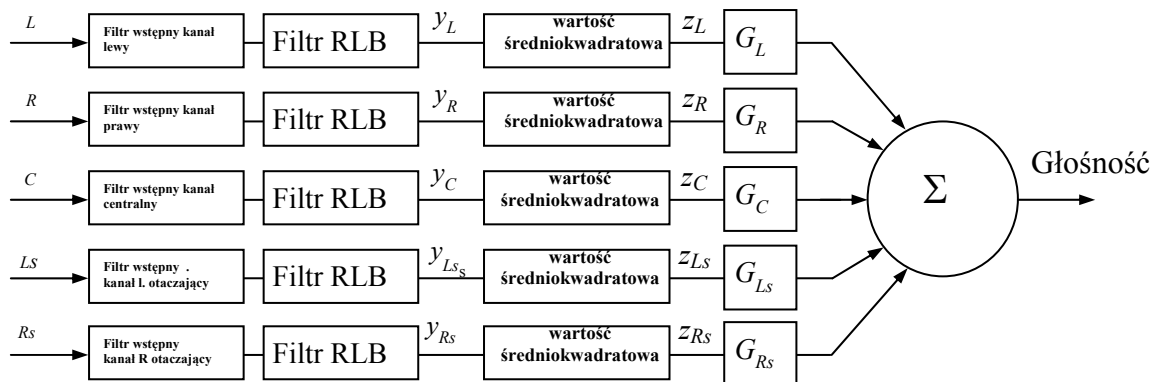 L
Filtr wstępny kanał
lewy
Filtr RLB
y_L
wartość
średniokwadratowa
z_L
G_L
R
Filtr wstępny kanał
prawy
Filtr RLB
y_R
wartość
średniokwadratowa
z_R
G_R
C
Filtr wstępny kanał
centralny
Filtr RLB
y_C
wartość
średniokwadratowa
z_C
G_C
Σ
Głośność
Ls
Filtr wstępny .
kanał l. otaczający
Filtr RLB
y_Ls_s
wartość
średniokwadratowa
z_Ls
G_Ls
Rs
Filtr wstępny
kanał R otaczający
Filtr RLB
y_Rs
wartość
średniokwadratowa
z_Rs
G_Rs